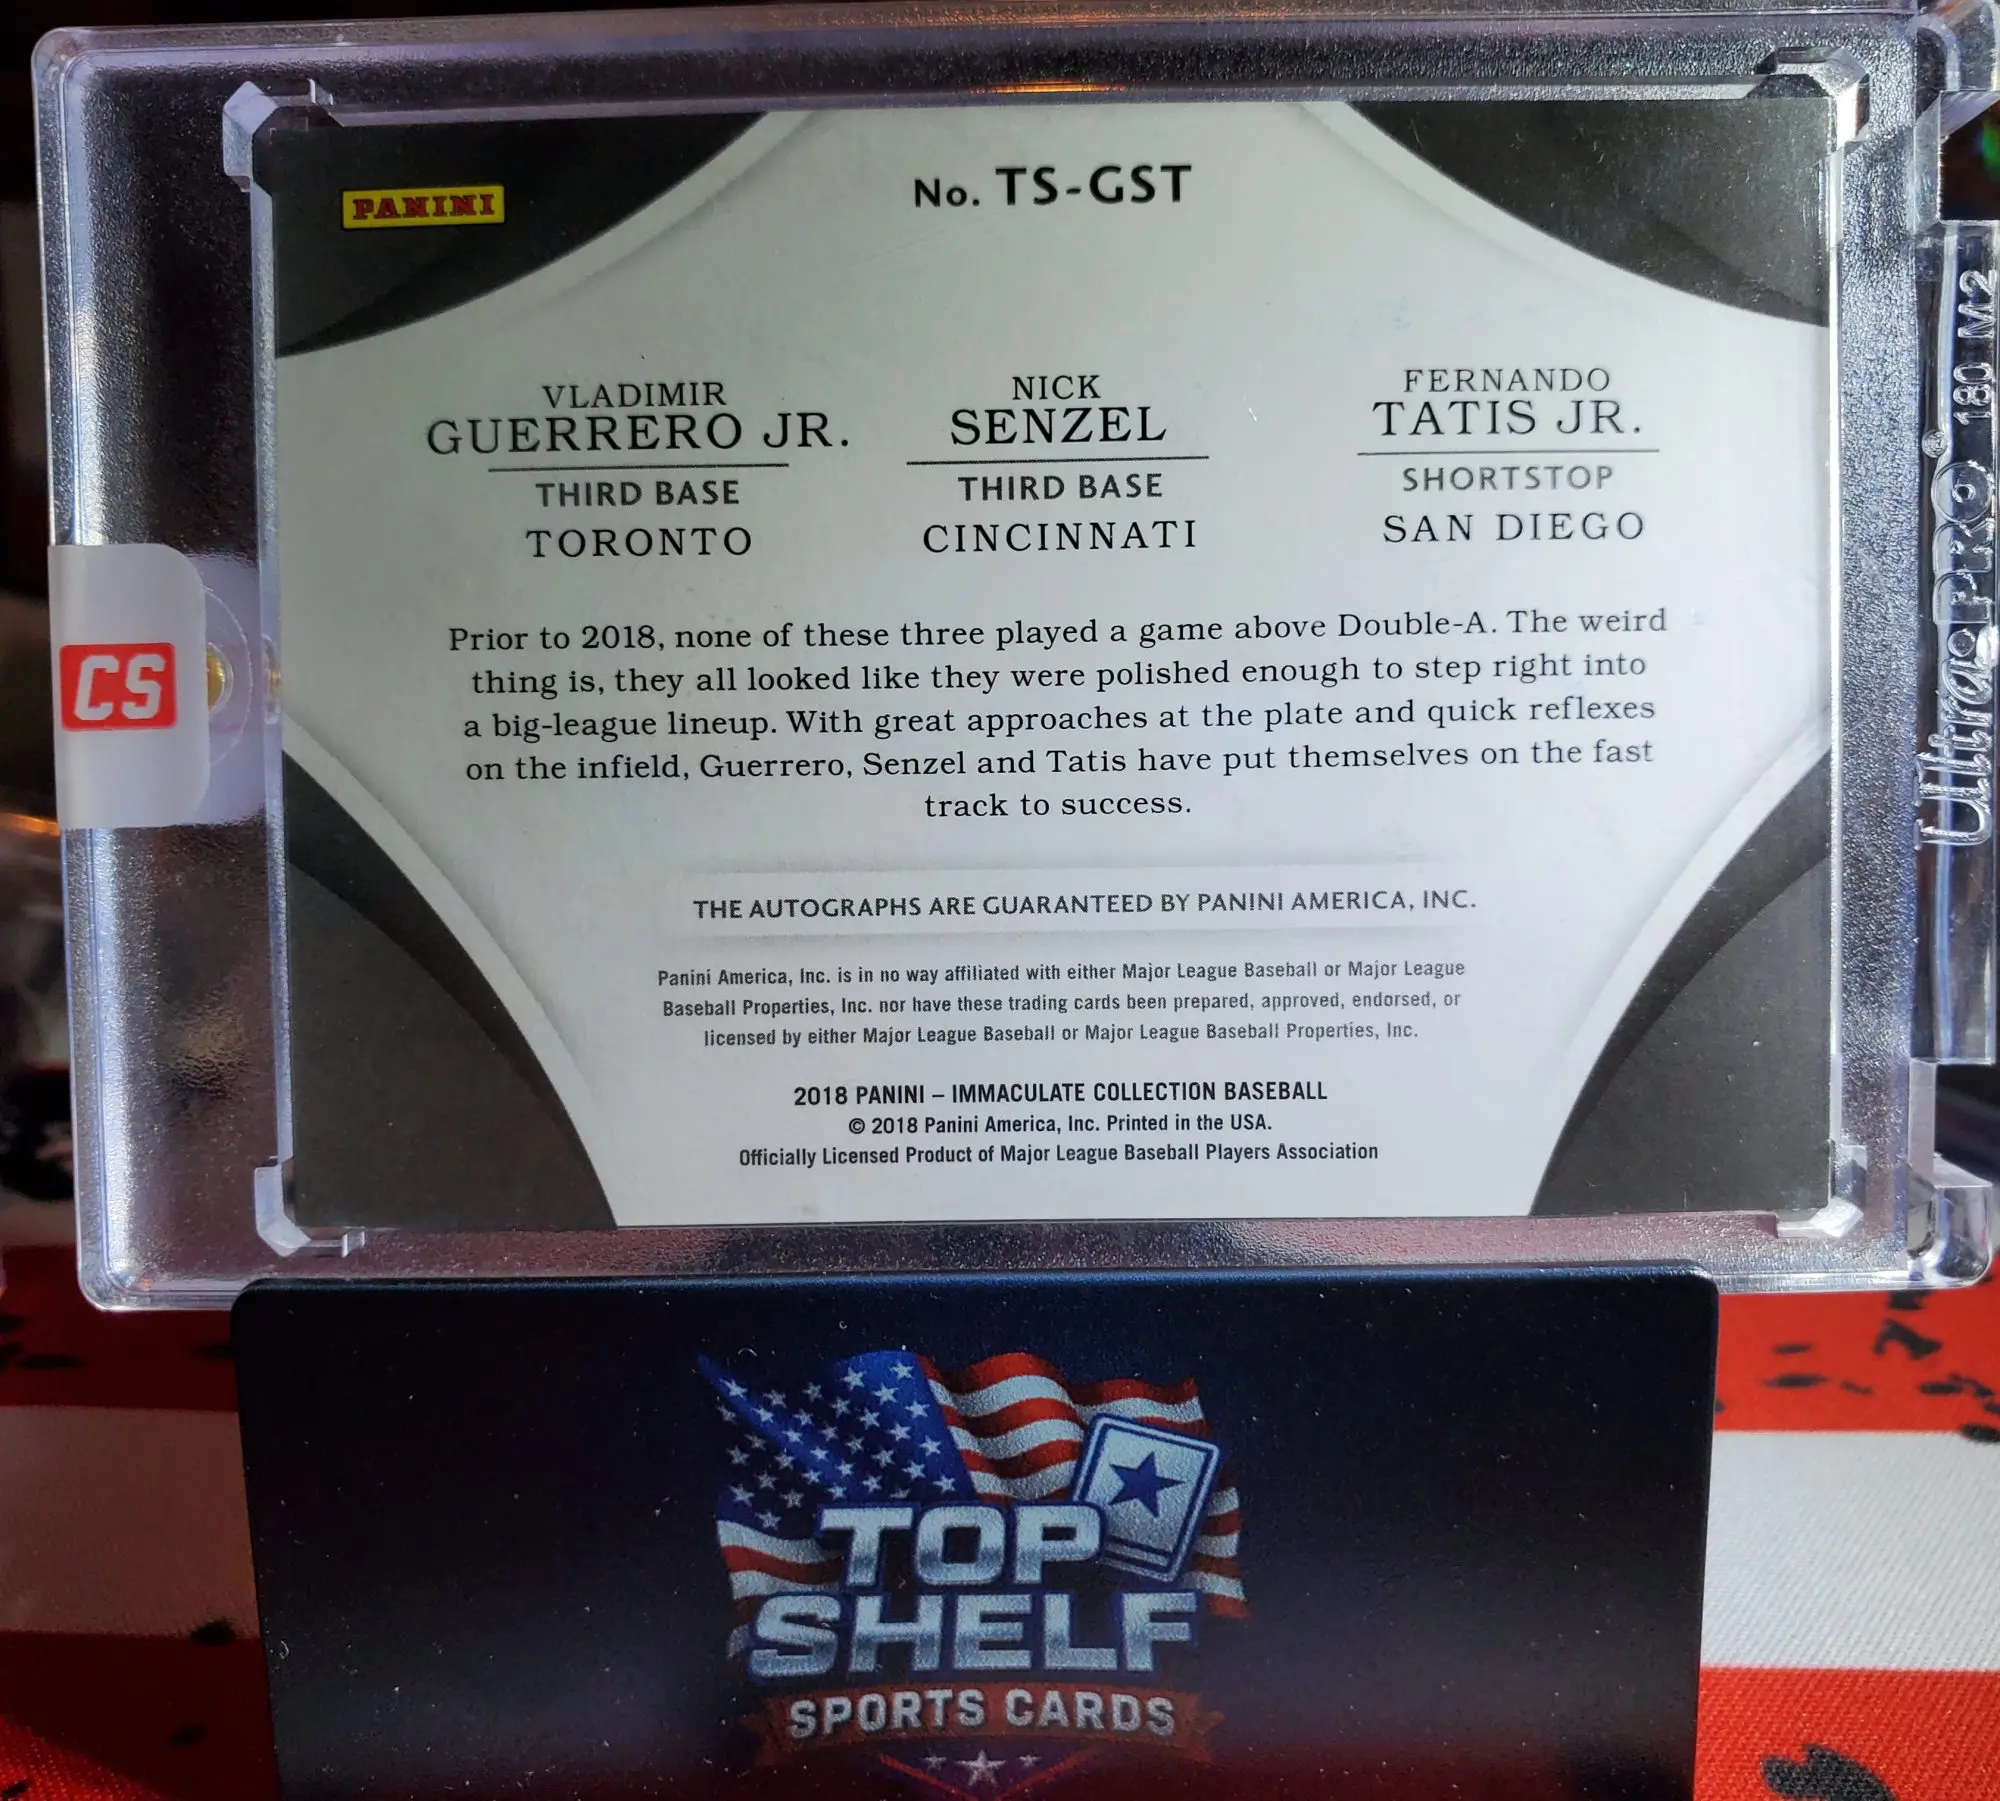 PANINI
No. TS-GST
VLADIMIR
GUERRERO JR.
THIRD BASE
TORONTO
NICK
SENZEL
THIRD BASE
CINCINNATI
FERNANDO
TATIS JR.
SHORTSTOP
SAN DIEGO
Prior to 2018, none of these three played a game above Double-A. The weird
thing is, they all looked like they were polished enough to step right into
a big-league lineup. With great approaches at the plate and quick reflexes
on the infield, Guerrero, Senzel and Tatis have put themselves on the fast
track to success.
THE AUTOGRAPHS ARE GUARANTEED BY PANINI AMERICA, INC.
Panini America, Inc. is in no way affiliated with either Major League Baseball or Major League
Baseball Properties, Inc. nor have these trading cards been prepared, approved, endorsed, or
licensed by either Major League Baseball or Major League Baseball Properties, Inc.
2018 PANINI – IMMACULATE COLLECTION BASEBALL
© 2018 Panini America, Inc. Printed in the USA.
Officially Licensed Product of Major League Baseball Players Association
CS
Ultra PRO® 180 M2
TOP
SHELF
SPORTS CARDS